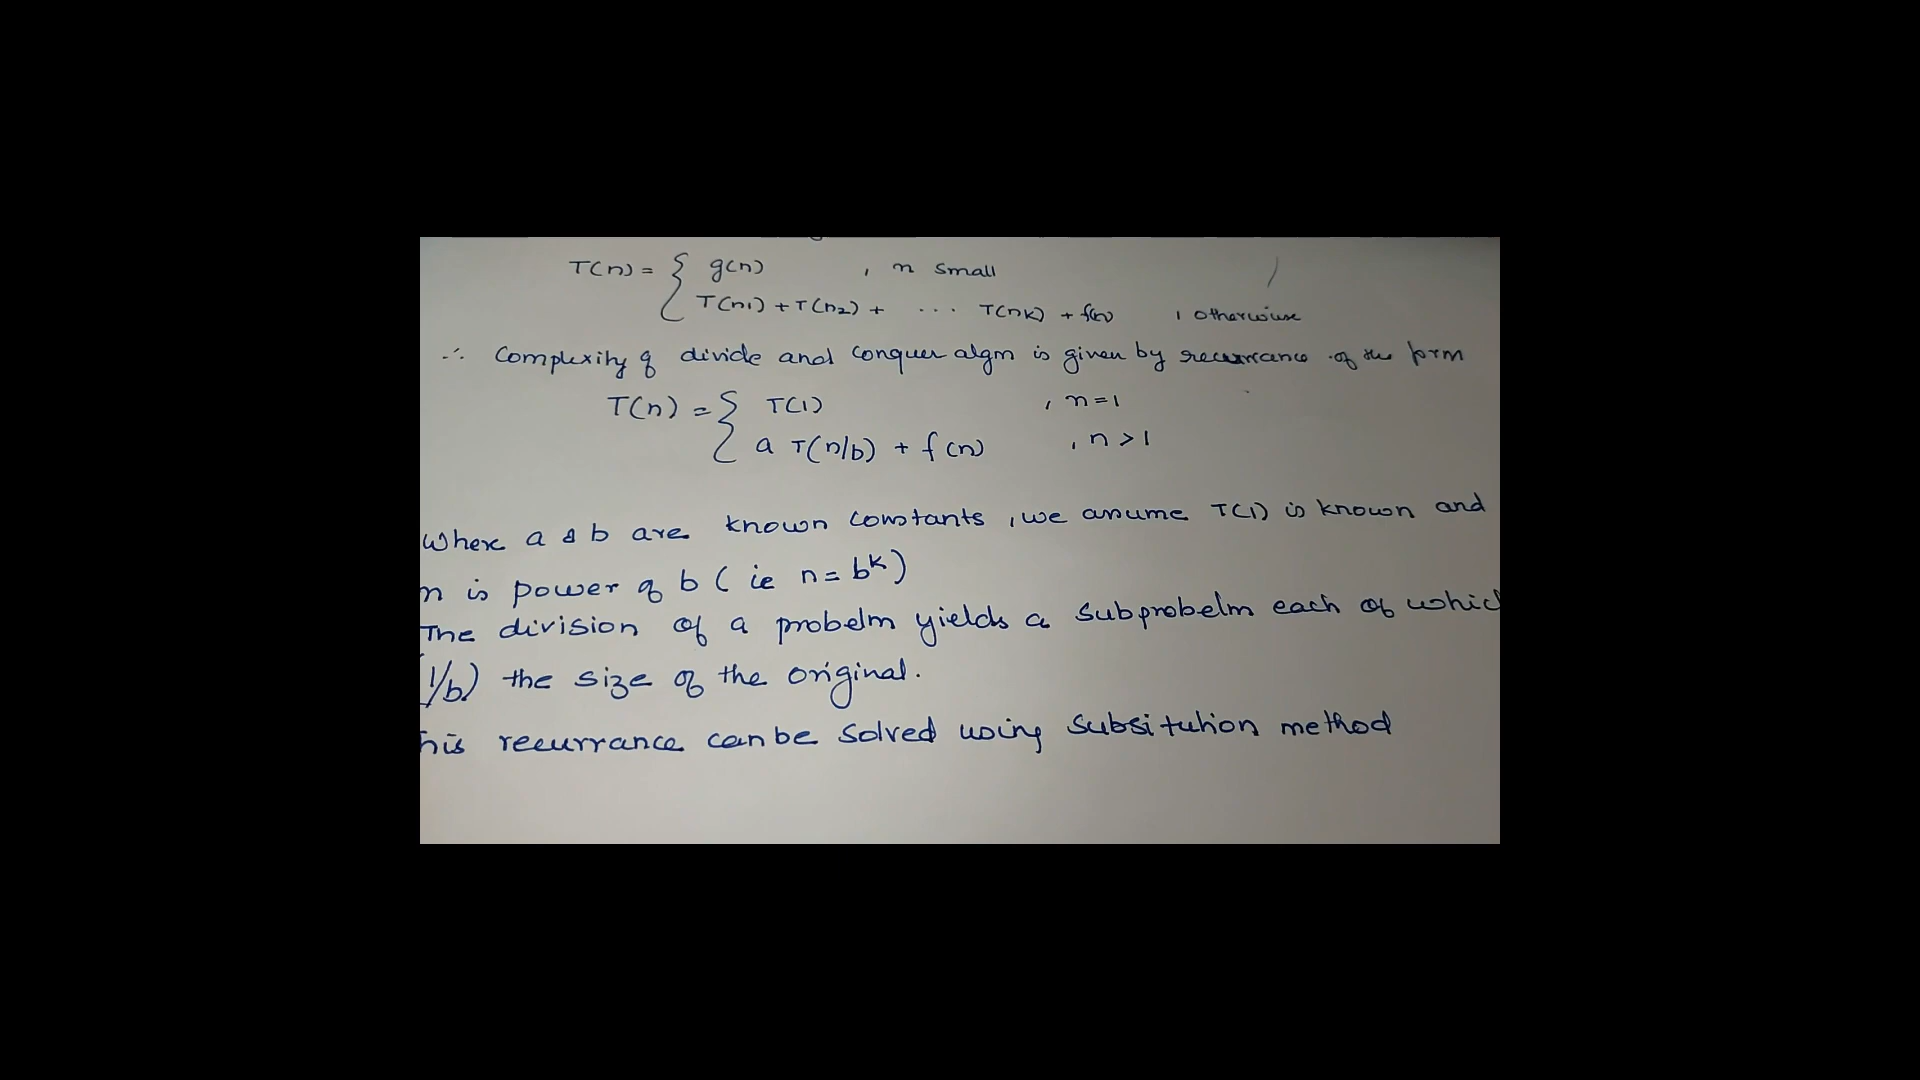 T(n) = { g(n) , n small
T(n1) + T(n2) + ... T(nk) + f(n) , otherwise
∴ Complexity of divide and conquer algm is given by recurrance of the form
T(n) = { T(1) , n=1
a T(n/b) + f(n) , n > 1
Where a & b are known constants , we assume T(1) is known and
n is power of b ( ie n = b^k )
The division of a probelm yields a subprobelm each of which
(1/b) the size of the original.
his recurrance can be solved using Subsitution method